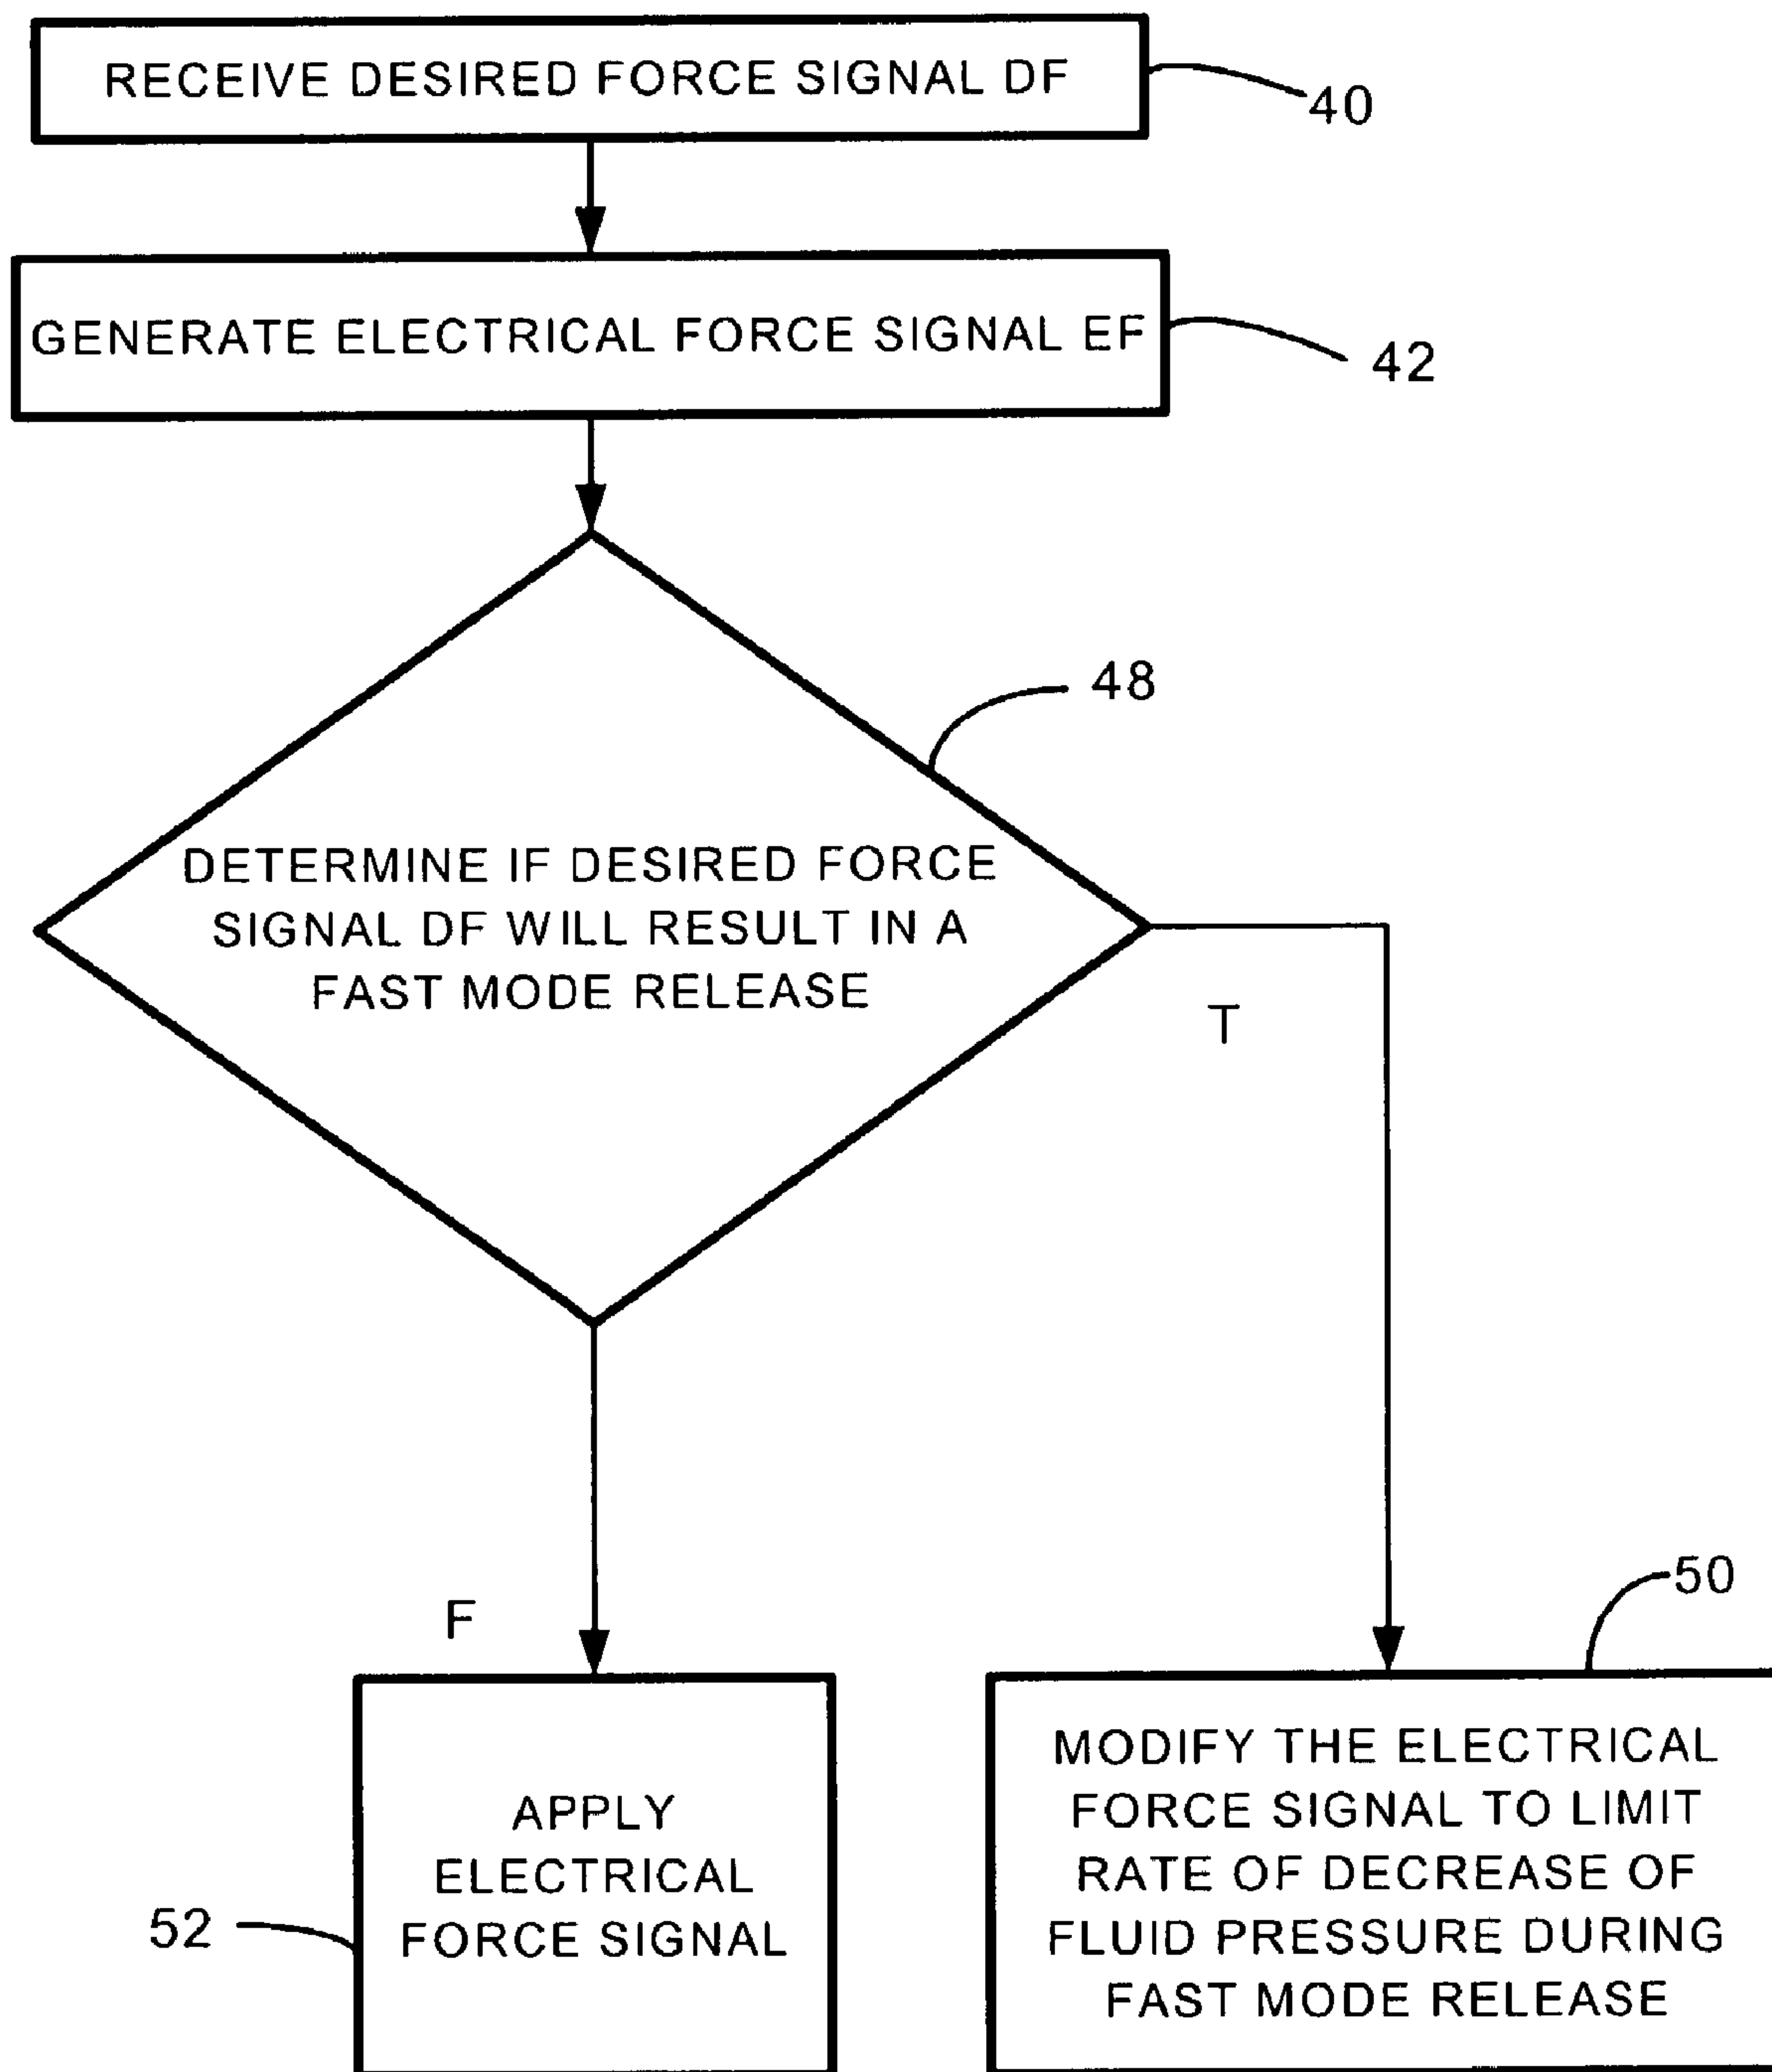 RECEIVE DESIRED FORCE SIGNAL DF
40
GENERATE ELECTRICAL FORCE SIGNAL EF
42
48
DETERMINE IF DESIRED FORCE
SIGNAL DF WILL RESULT IN A
FAST MODE RELEASE
T
F
50
MODIFY THE ELECTRICAL
FORCE SIGNAL TO LIMIT
RATE OF DECREASE OF
FLUID PRESSURE DURING
FAST MODE RELEASE
APPLY
ELECTRICAL
FORCE SIGNAL
52